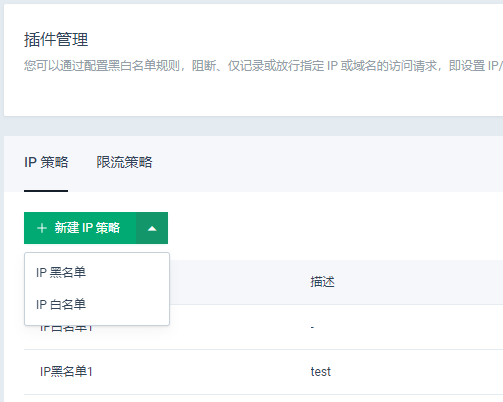 插件管理
您可以通过配置黑白名单规则，阻断、仅记录或放行指定 IP 或域名的访问请求，即设置 IP/
IP 策略 限流策略
+ 新建 IP 策略
描述
IP 黑名单
IP 白名单
IP白名单1 -
IP黑名单1 test